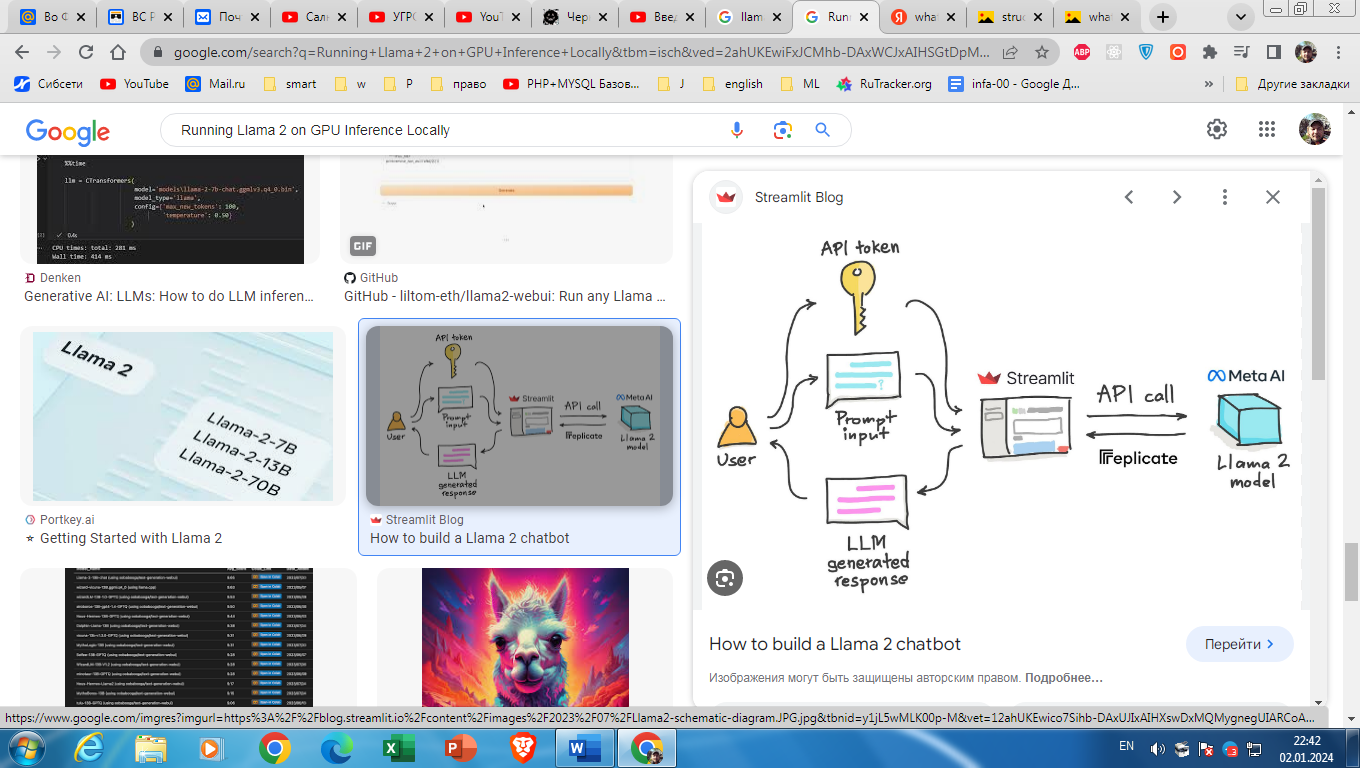 Во Ф
ВС Р
Поч
Сал
УГРО
YouT
Чер
Введ
llam
Runn
what
struc
what
google.com/search?q=Running+Llama+2+on+GPU+Inference+Locally&tbm=isch&ved=2ahUKEwiFxJCMhb-DAxWCJxAIHSGtDpM...
ABP
Сибсети
YouTube
Mail.ru
smart
w
P
право
PHP+MYSQL Базов...
J
english
ML
RuTracker.org
infa-00 - Google Д...
»
Другие закладки
Google
Running Llama 2 on GPU Inference Locally
%%time
llm = CTransformers(
model='models\llama-2-7b-chat.ggmlv3.q4_0.bin',
model_type='llama',
config={'max_new_tokens': 100,
'temperature': 0.50}
)
0.4s
CPU times: total: 281 ms
Wall time: 414 ms
Denken
Generative AI: LLMs: How to do LLM inferen...
GIF
GitHub
GitHub - liltom-eth/llama2-webui: Run any Llama ...
Llama 2
Llama-2-7B
Llama-2-13B
Llama-2-70B
Portkey.ai
Getting Started with Llama 2
API token
Prompt
input
User
Streamlit
API call
Replicate
Meta AI
Llama 2
model
LLM
generated
response
Streamlit Blog
How to build a Llama 2 chatbot
Streamlit Blog
API token
?
Prompt
input
User
Streamlit
API call
Replicate
Meta AI
Llama 2
model
LLM
generated
response
How to build a Llama 2 chatbot
Перейти
Изображения могут быть защищены авторским правом. Подробнее...
https://www.google.com/imgres?imgurl=https%3A%2F%2Fblog.streamlit.io%2Fcontent%2Fimages%2F2023%2F07%2FLlama2-schematic-diagram.JPG.jpg&tbnid=y1jL5wMLK00p-M&vet=12ahUKEwico7Sihb-DAxUJIxAIHXswDxMQMygnegUIARCoA...
EN
22:42
02.01.2024